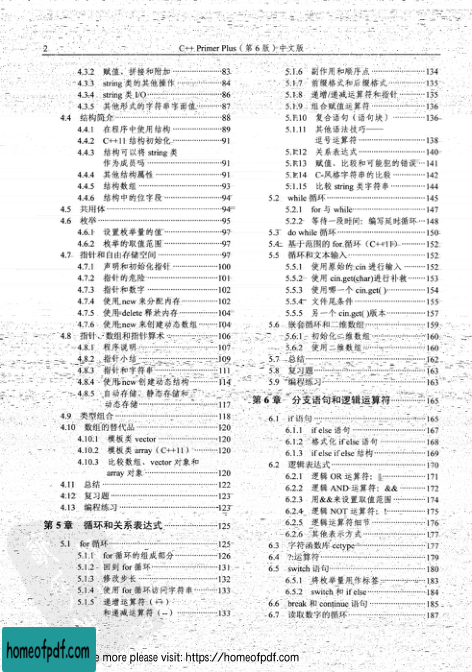 2 C++ Primer Plus（第 6 版）中文版
4.3.2 赋值、拼接和附加 83
4.3.3 string 类的其他操作 84
4.3.4 string 类 I/O 86
4.3.5 其他形式的字符串字面值 87
4.4 结构简介 88
4.4.1 在程序中使用结构 89
4.4.2 C++11 结构初始化 91
4.4.3 结构可以将 string 类
作为成员吗 91
4.4.4 其他结构属性 91
4.4.5 结构数组 93
4.4.6 结构中的位字段 94
4.5 共用体 94
4.6 枚举 95
4.6.1 设置枚举量的值 97
4.6.2 枚举的取值范围 97
4.7 指针和自由存储空间 97
4.7.1 声明和初始化指针 100
4.7.2 指针的危险 101
4.7.3 指针和数字 102
4.7.4 使用 new 来分配内存 102
4.7.5 使用 delete 释放内存 104
4.7.6 使用 new 来创建动态数组 104
4.8 指针、数组和指针算术 106
4.8.1 程序说明 107
4.8.2 指针小结 109
4.8.3 指针和字符串 111
4.8.4 使用 new 创建动态结构 114
4.8.5 自动存储、静态存储和
动态存储 117
4.9 类型组合 118
4.10 数组的替代品 120
4.10.1 模板类 vector 120
4.10.2 模板类 array（C++11） 120
4.10.3 比较数组、vector 对象和
array 对象 120
4.11 总结 122
4.12 复习题 123
4.13 编程练习 123
第 5 章 循环和关系表达式 125
5.1 for 循环 125
5.1.1 for 循环的组成部分 126
5.1.2 回到 for 循环 131
5.1.3 修改步长 132
5.1.4 使用 for 循环访问字符串 133
5.1.5 递增运算符（++）
和递减运算符（--） 133
5.1.6 副作用和顺序点 134
5.1.7 前缀格式和后缀格式 135
5.1.8 递增/递减运算符和指针 135
5.1.9 组合赋值运算符 136
5.1.10 复合语句（语句块） 136
5.1.11 其他语法技巧——
逗号运算符 138
5.1.12 关系表达式 140
5.1.13 赋值、比较和可能犯的错误 141
5.1.14 C-风格字符串的比较 142
5.1.15 比较 string 类字符串 144
5.2 while 循环 145
5.2.1 for 与 while 147
5.2.2 等待一段时间：编写延时循环 148
5.3 do while 循环 150
5.4 基于范围的 for 循环（C++11） 152
5.5 循环和文本输入 152
5.5.1 使用原始的 cin 进行输入 152
5.5.2 使用 cin.get(char)进行补救 153
5.5.3 使用哪一个 cin.get( ) 154
5.5.4 文件尾条件 155
5.5.5 另一个 cin.get( )版本 157
5.6 嵌套循环和二维数组 159
5.6.1 初始化二维数组 160
5.6.2 使用二维数组 160
5.7 总结 162
5.8 复习题 163
5.9 编程练习 163
第 6 章 分支语句和逻辑运算符 165
6.1 if 语句 165
6.1.1 if else 语句 167
6.1.2 格式化 if else 语句 168
6.1.3 if else if else 结构 169
6.2 逻辑表达式 170
6.2.1 逻辑 OR 运算符：|| 171
6.2.2 逻辑 AND 运算符：&& 172
6.2.3 用&&来设置取值范围 174
6.2.4 逻辑 NOT 运算符：! 175
6.2.5 逻辑运算符细节 176
6.2.6 其他表示方式 177
6.3 字符函数库 cctype 177
6.4 ?:运算符 179
6.5 switch 语句 180
6.5.1 将枚举量用作标签 183
6.5.2 switch 和 if else 184
6.6 break 和 continue 语句 185
6.7 读取数字的循环 187
homeofpdf.com
more please visit: https://homeofpdf.com